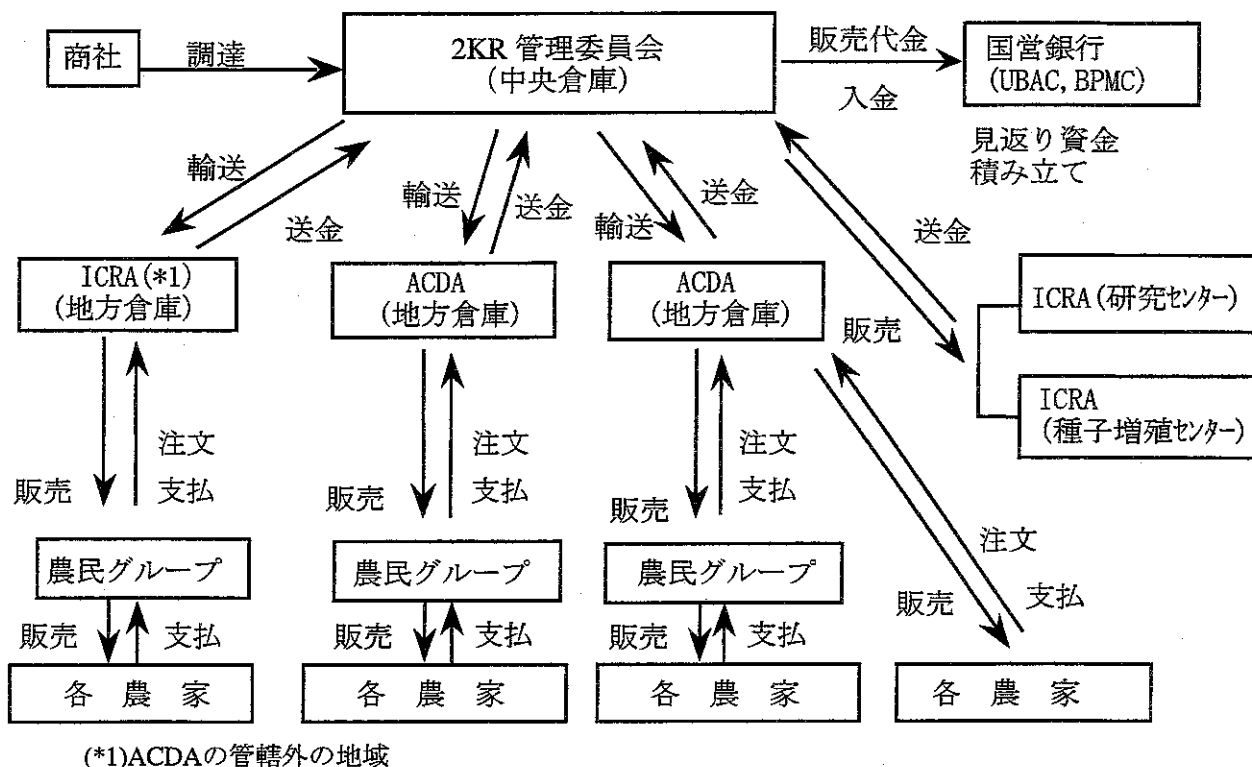 商社
調達
2KR 管理委員会
(中央倉庫)
販売代金
入金
国営銀行
(UBAC, BPMC)
見返り資金
積み立て
輸送
送金
輸送
送金
輸送
送金
送金
販売
ICRA(*1)
(地方倉庫)
ACDA
(地方倉庫)
ACDA
(地方倉庫)
ICRA(研究センター)
ICRA
(種子増殖センター)
販売
注文
支払
販売
注文
支払
販売
注文
支払
販売
注文
支払
農民グループ
農民グループ
農民グループ
販売
支払
販売
支払
販売
支払
各 農 家
各 農 家
各 農 家
各 農 家
(*1)ACDAの管轄外の地域